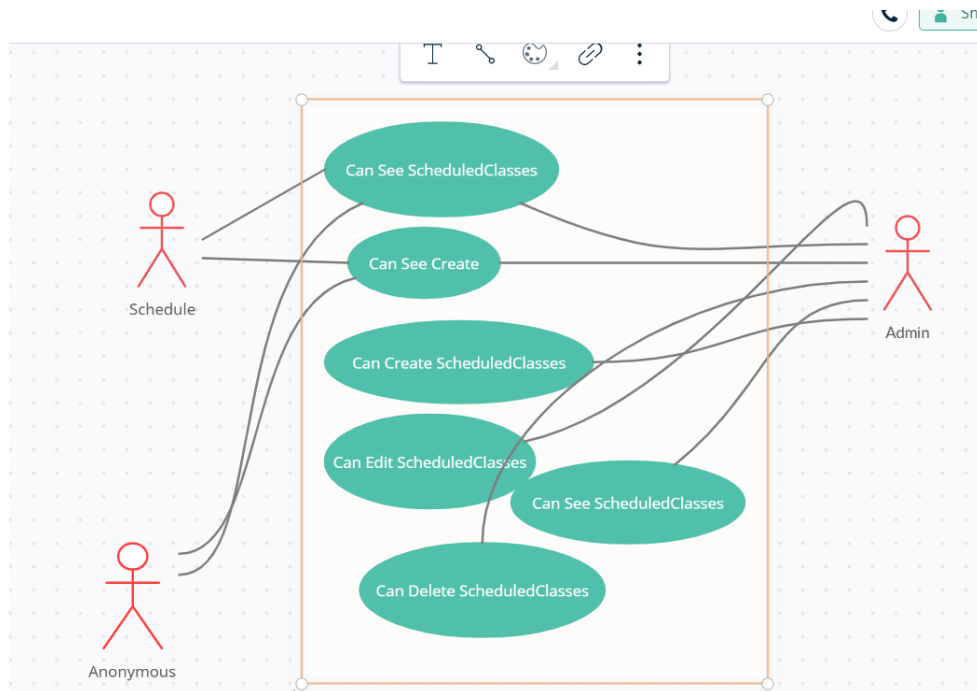 Sh
T
Can See ScheduledClasses
Can See Create
Schedule
Admin
Can Create ScheduledClasses
Can Edit ScheduledClasses
Can See ScheduledClasses
Can Delete ScheduledClasses
Anonymous